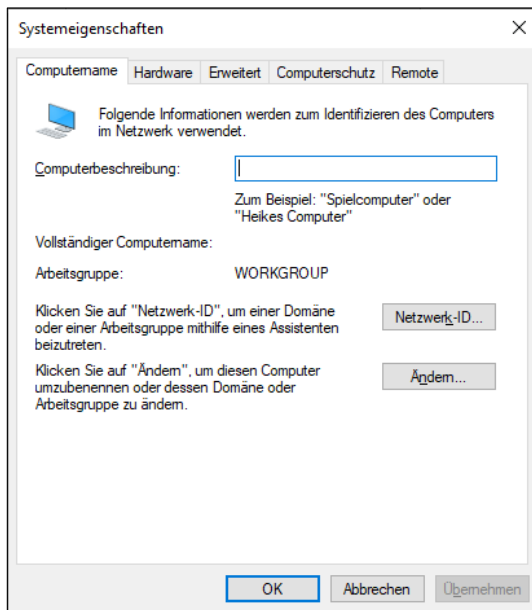 Systemeigenschaften
Computername Hardware Erweitert Computerschutz Remote
Folgende Informationen werden zum Identifizieren des Computers
im Netzwerk verwendet.
Computerbeschreibung:
Zum Beispiel: "Spielcomputer" oder
"Heikes Computer"
Vollständiger Computername:
Arbeitsgruppe: WORKGROUP
Klicken Sie auf "Netzwerk-ID", um einer Domäne
oder einer Arbeitsgruppe mithilfe eines Assistenten
beizutreten.
Netzwerk-ID...
Klicken Sie auf "Ändern", um diesen Computer
umzubenennen oder dessen Domäne oder
Arbeitsgruppe zu ändern.
Ändern...
OK Abbrechen Übernehmen